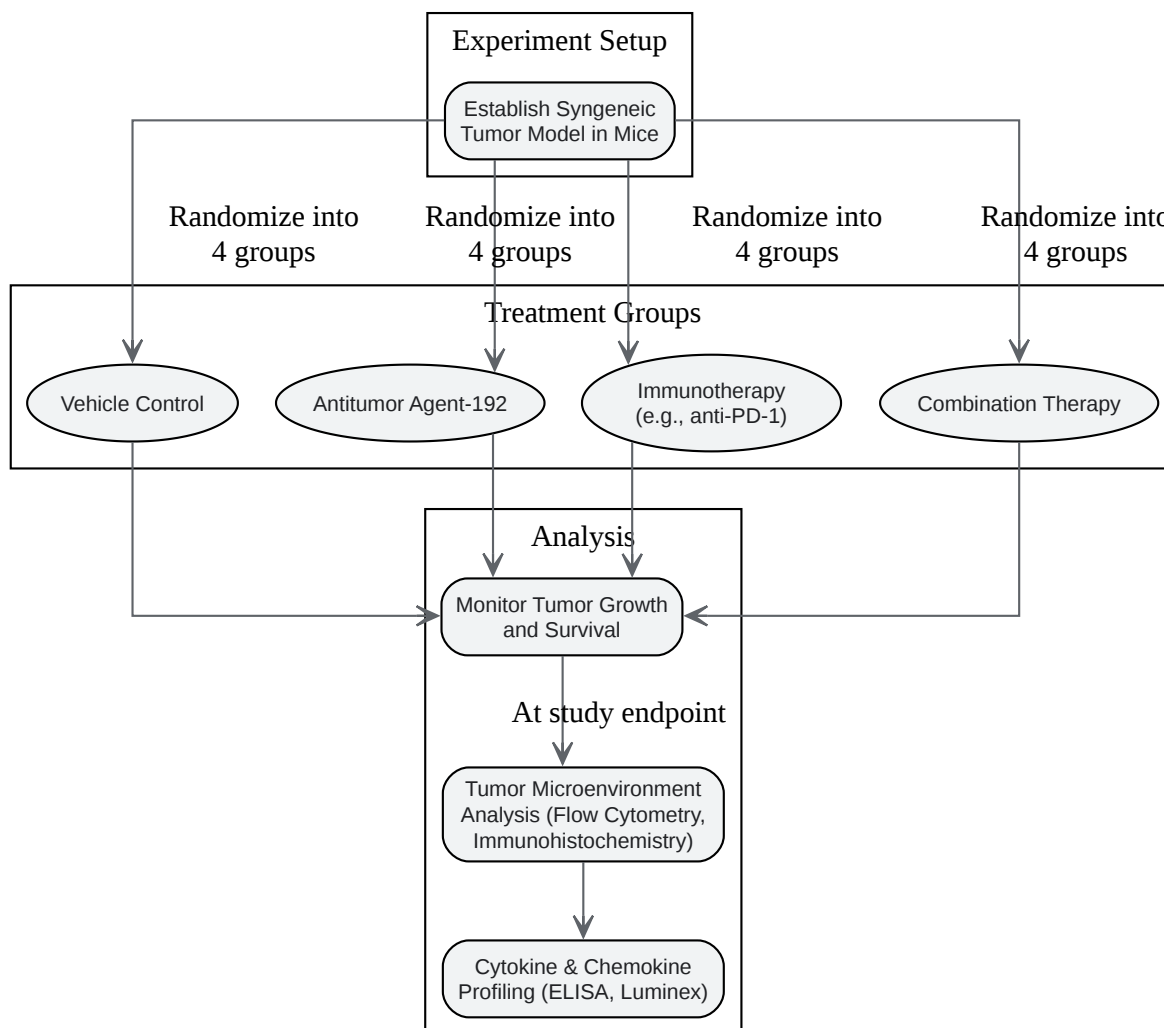 Experiment Setup
Establish Syngeneic
Tumor Model in Mice
Randomize into
4 groups
Randomize into
4 groups
Randomize into
4 groups
Randomize into
4 groups
Treatment Groups
Vehicle Control
Antitumor Agent-192
Immunotherapy
(e.g., anti-PD-1)
Combination Therapy
Analysis
Monitor Tumor Growth
and Survival
At study endpoint
Tumor Microenvironment
Analysis (Flow Cytometry,
Immunohistochemistry)
Cytokine & Chemokine
Profiling (ELISA, Luminex)